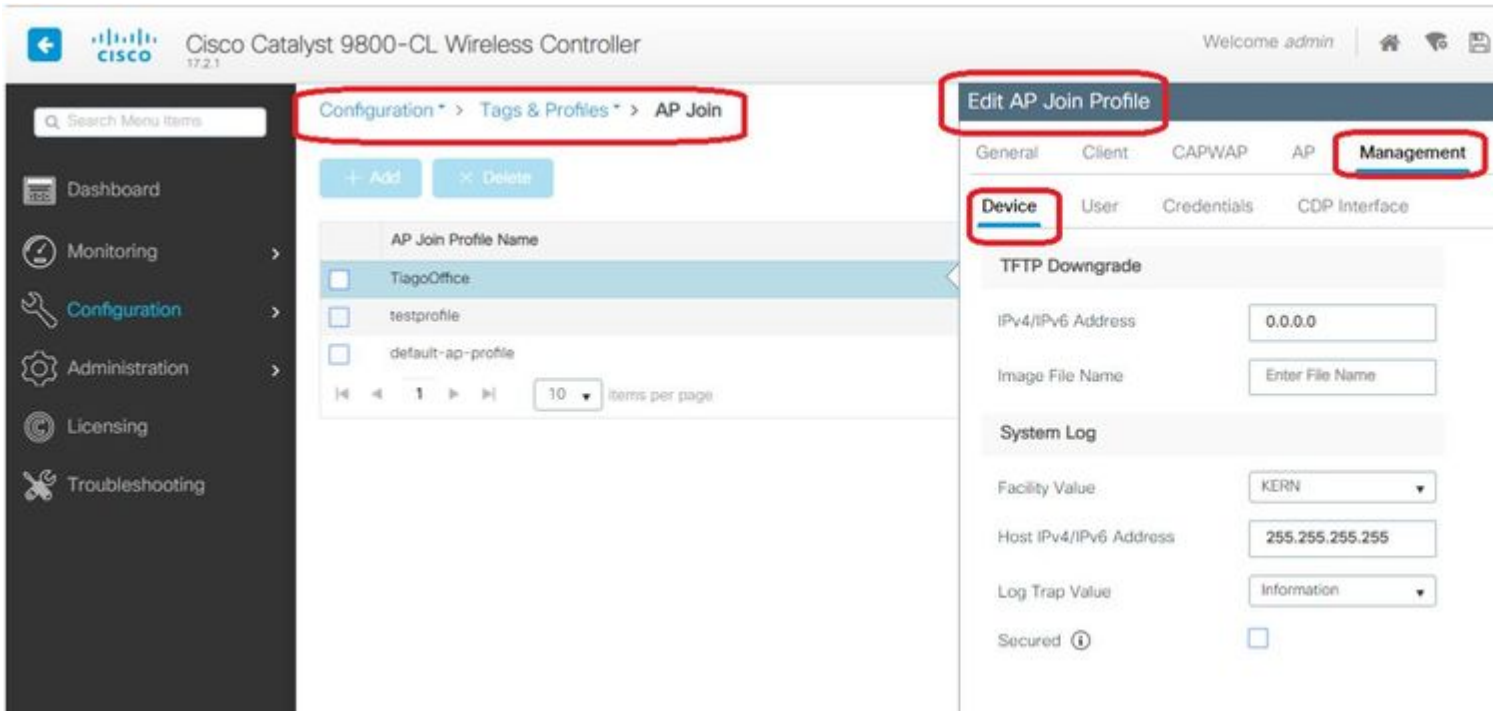 CISCO
Cisco Catalyst 9800-CL Wireless Controller
17.2.1
Welcome admin
Search Menu Items
Dashboard
Monitoring
Configuration
Administration
Licensing
Troubleshooting
Configuration * > Tags & Profiles * > AP Join
+ Add
× Delete
AP Join Profile Name
TiagoOffice
testprofile
default-ap-profile
1
10
items per page
Edit AP Join Profile
General Client CAPWAP AP Management
Device User Credentials CDP Interface
TFTP Downgrade
IPv4/IPv6 Address 0.0.0.0
Image File Name Enter File Name
System Log
Facility Value KERN
Host IPv4/IPv6 Address 255.255.255.255
Log Trap Value Information
Secured